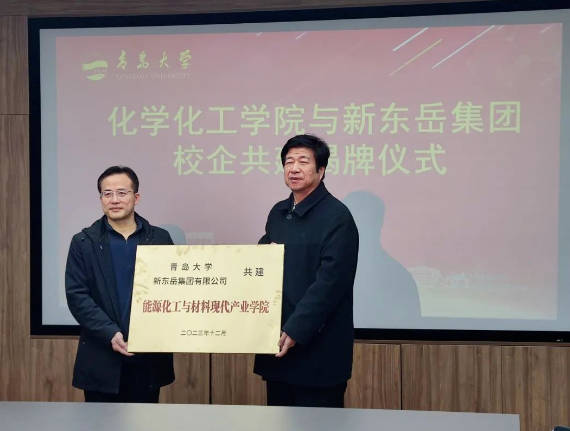 青岛大学
QINGDAO UNIVERSITY
化学化工学院与新东岳集团
校企共建揭牌仪式
青岛大学
新东岳集团有限公司
共建
能源化工与材料现代产业学院
二〇二三年十二月